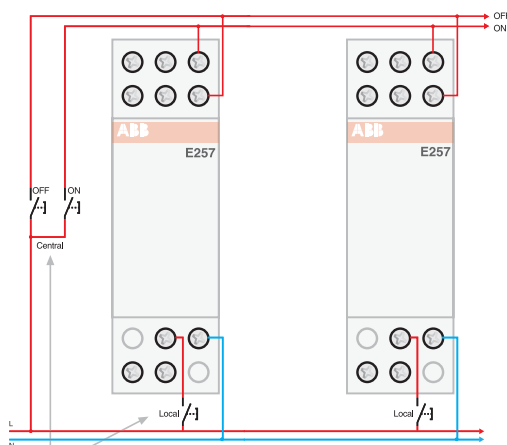 OFF
ON
ABB
E257
ABB
E257
OFF
ON
Central
Local
Local
L
N